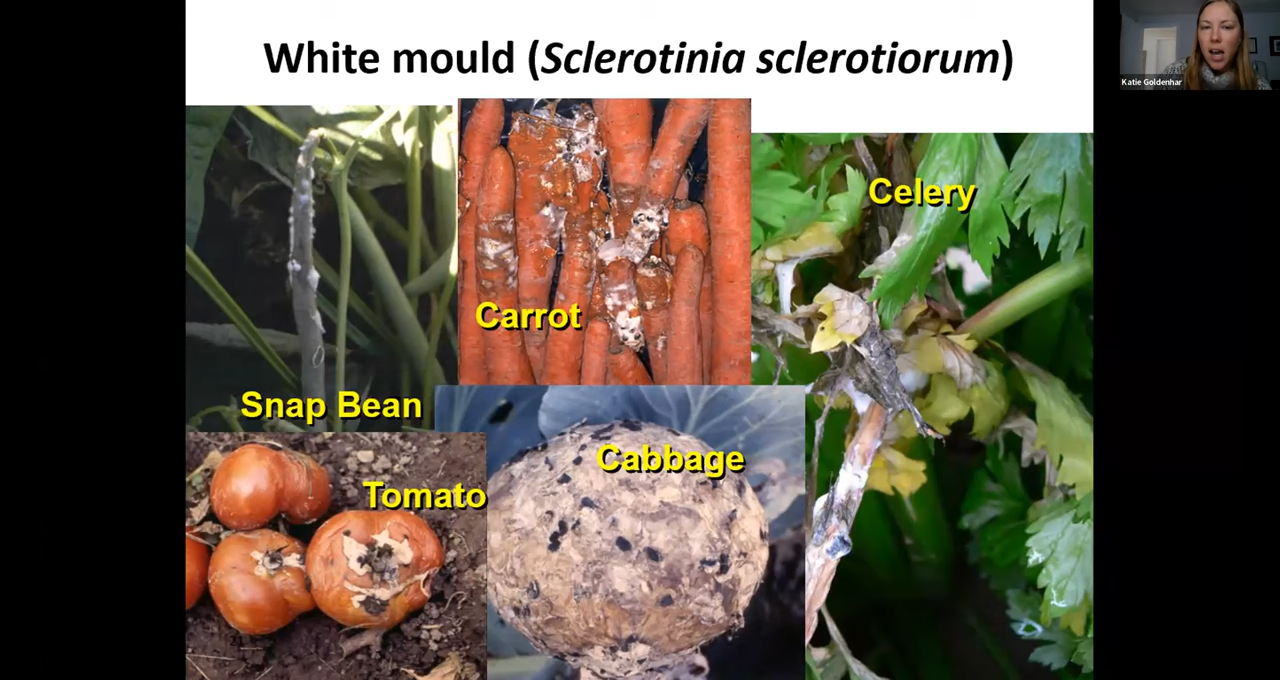 White mould (Sclerotinia sclerotiorum)
Katie Goldenhar
Celery
Carrot
Snap Bean
Cabbage
Tomato